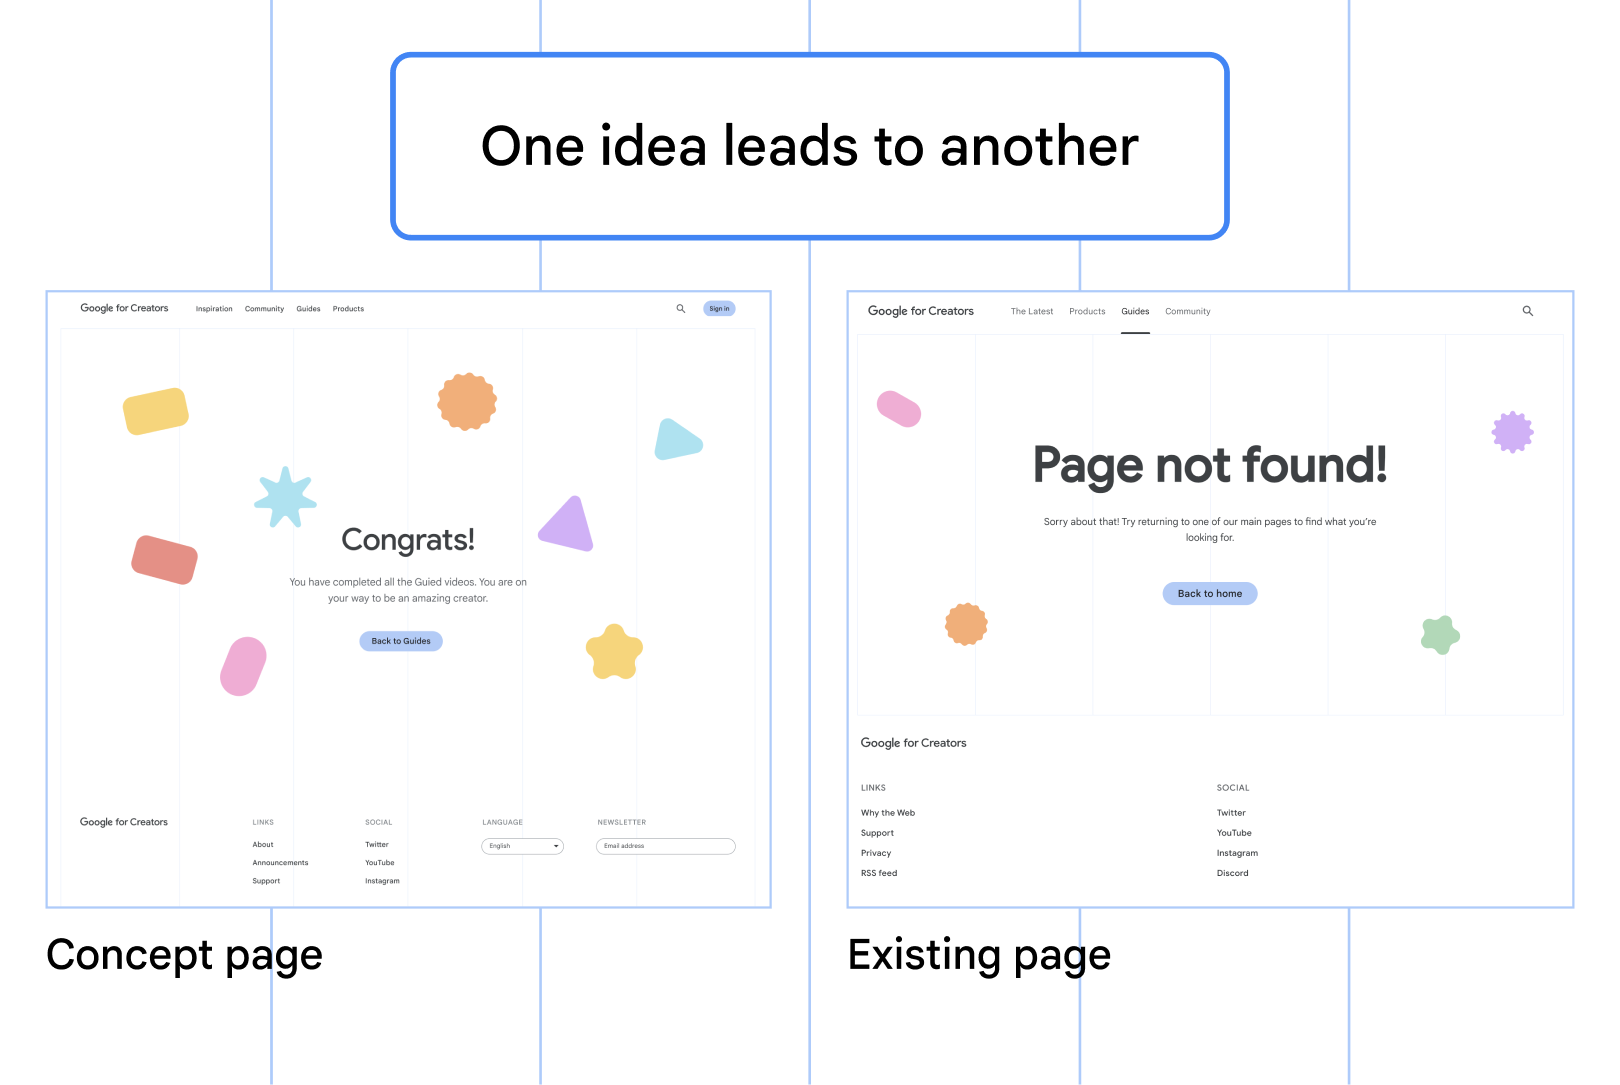 One idea leads to another
Google for Creators
Inspiration
Community
Guides
Products
Sign in
Congrats!
You have completed all the Guied videos. You are on
your way to be an amazing creator.
Back to Guides
Google for Creators
LINKS
About
Announcements
Support
SOCIAL
Twitter
YouTube
Instagram
LANGUAGE
English
NEWSLETTER
Email address
Concept page
Google for Creators
The Latest
Products
Guides
Community
Page not found!
Sorry about that! Try returning to one of our main pages to find what you're
looking for.
Back to home
Google for Creators
LINKS
Why the Web
Support
Privacy
RSS feed
SOCIAL
Twitter
YouTube
Instagram
Discord
Existing page